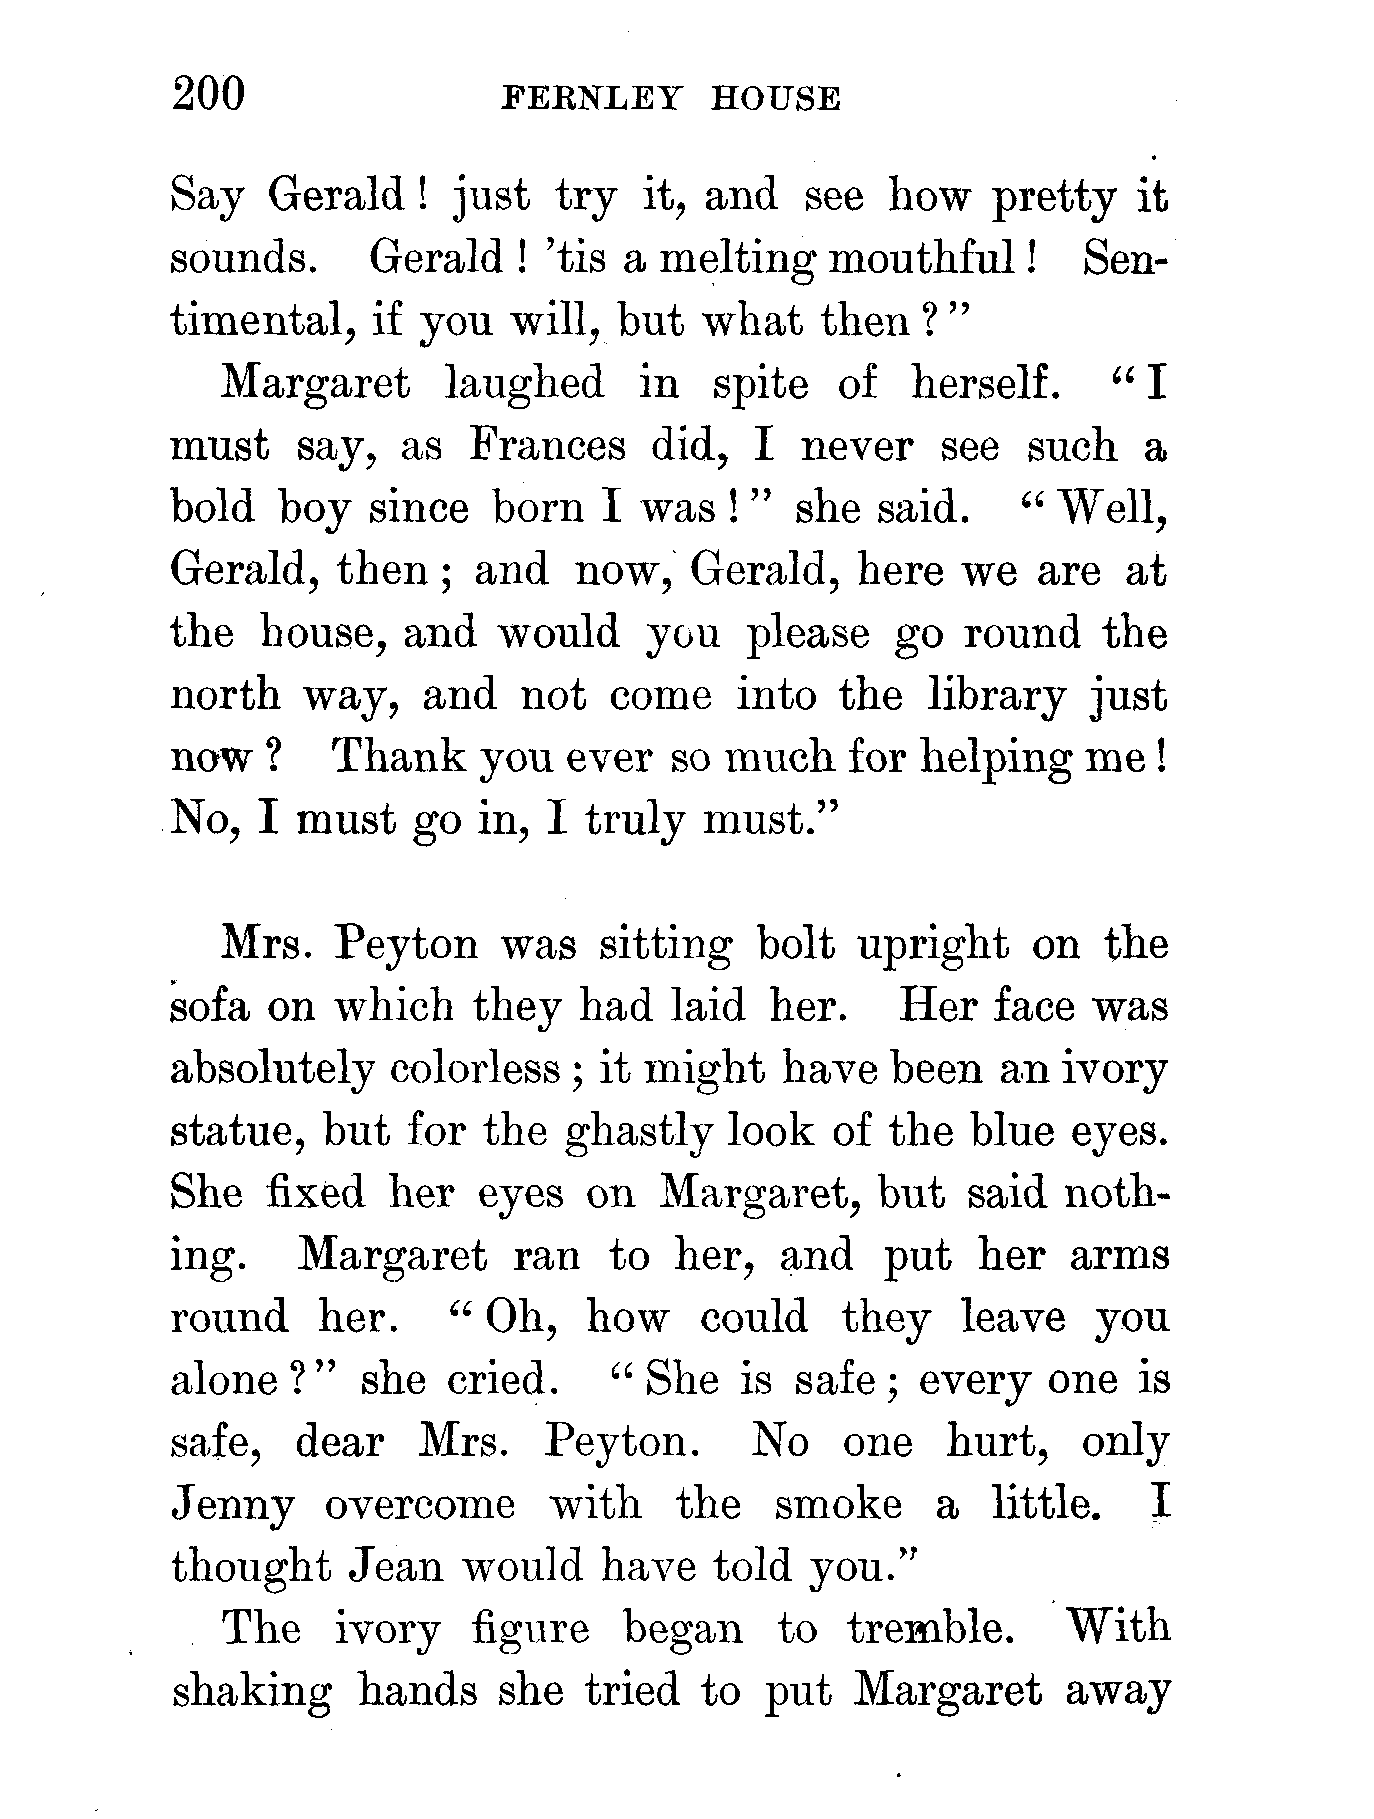 200 FERNLEY HOUSE
Say Gerald! just try it, and see how pretty it
sounds. Gerald! 'tis a melting mouthful! Sen-
timental, if you will, but what then?"
Margaret laughed in spite of herself. "I
must say, as Frances did, I never see such a
bold boy since born I was!" she said. "Well,
Gerald, then; and now, Gerald, here we are at
the house, and would you please go round the
north way, and not come into the library just
now? Thank you ever so much for helping me!
No, I must go in, I truly must."
Mrs. Peyton was sitting bolt upright on the
sofa on which they had laid her. Her face was
absolutely colorless; it might have been an ivory
statue, but for the ghastly look of the blue eyes.
She fixed her eyes on Margaret, but said noth-
ing. Margaret ran to her, and put her arms
round her. "Oh, how could they leave you
alone?" she cried. "She is safe; every one is
safe, dear Mrs. Peyton. No one hurt, only
Jenny overcome with the smoke a little. I
thought Jean would have told you."
The ivory figure began to tremble. With
shaking hands she tried to put Margaret away